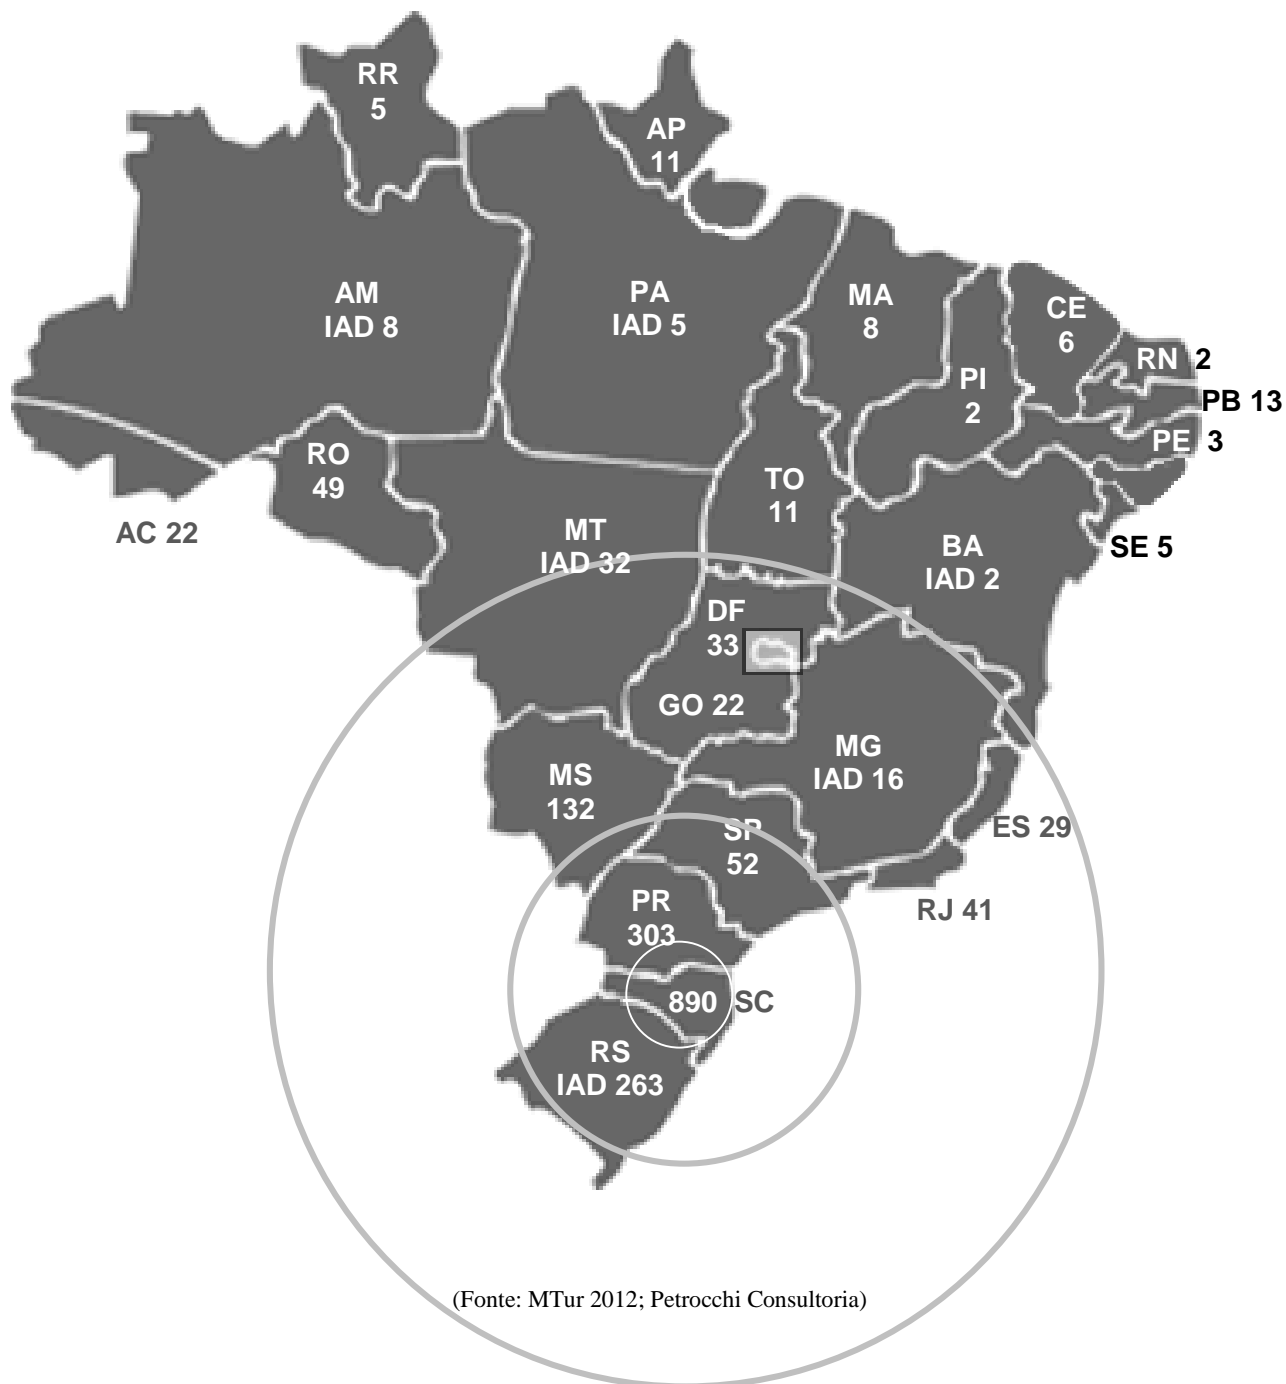 RR
5
AP
11
AM
IAD 8
PA
IAD 5
MA
8
CE
6
RN 2
PI
2
PB 13
PE 3
RO
49
TO
11
AC 22
MT
IAD 32
BA
IAD 2
SE 5
DF
33
GO 22
MG
IAD 16
MS
132
SP
52
ES 29
RJ 41
PR
303
890 SC
RS
IAD 263
(Fonte: MTur 2012; Petrocchi Consultoria)